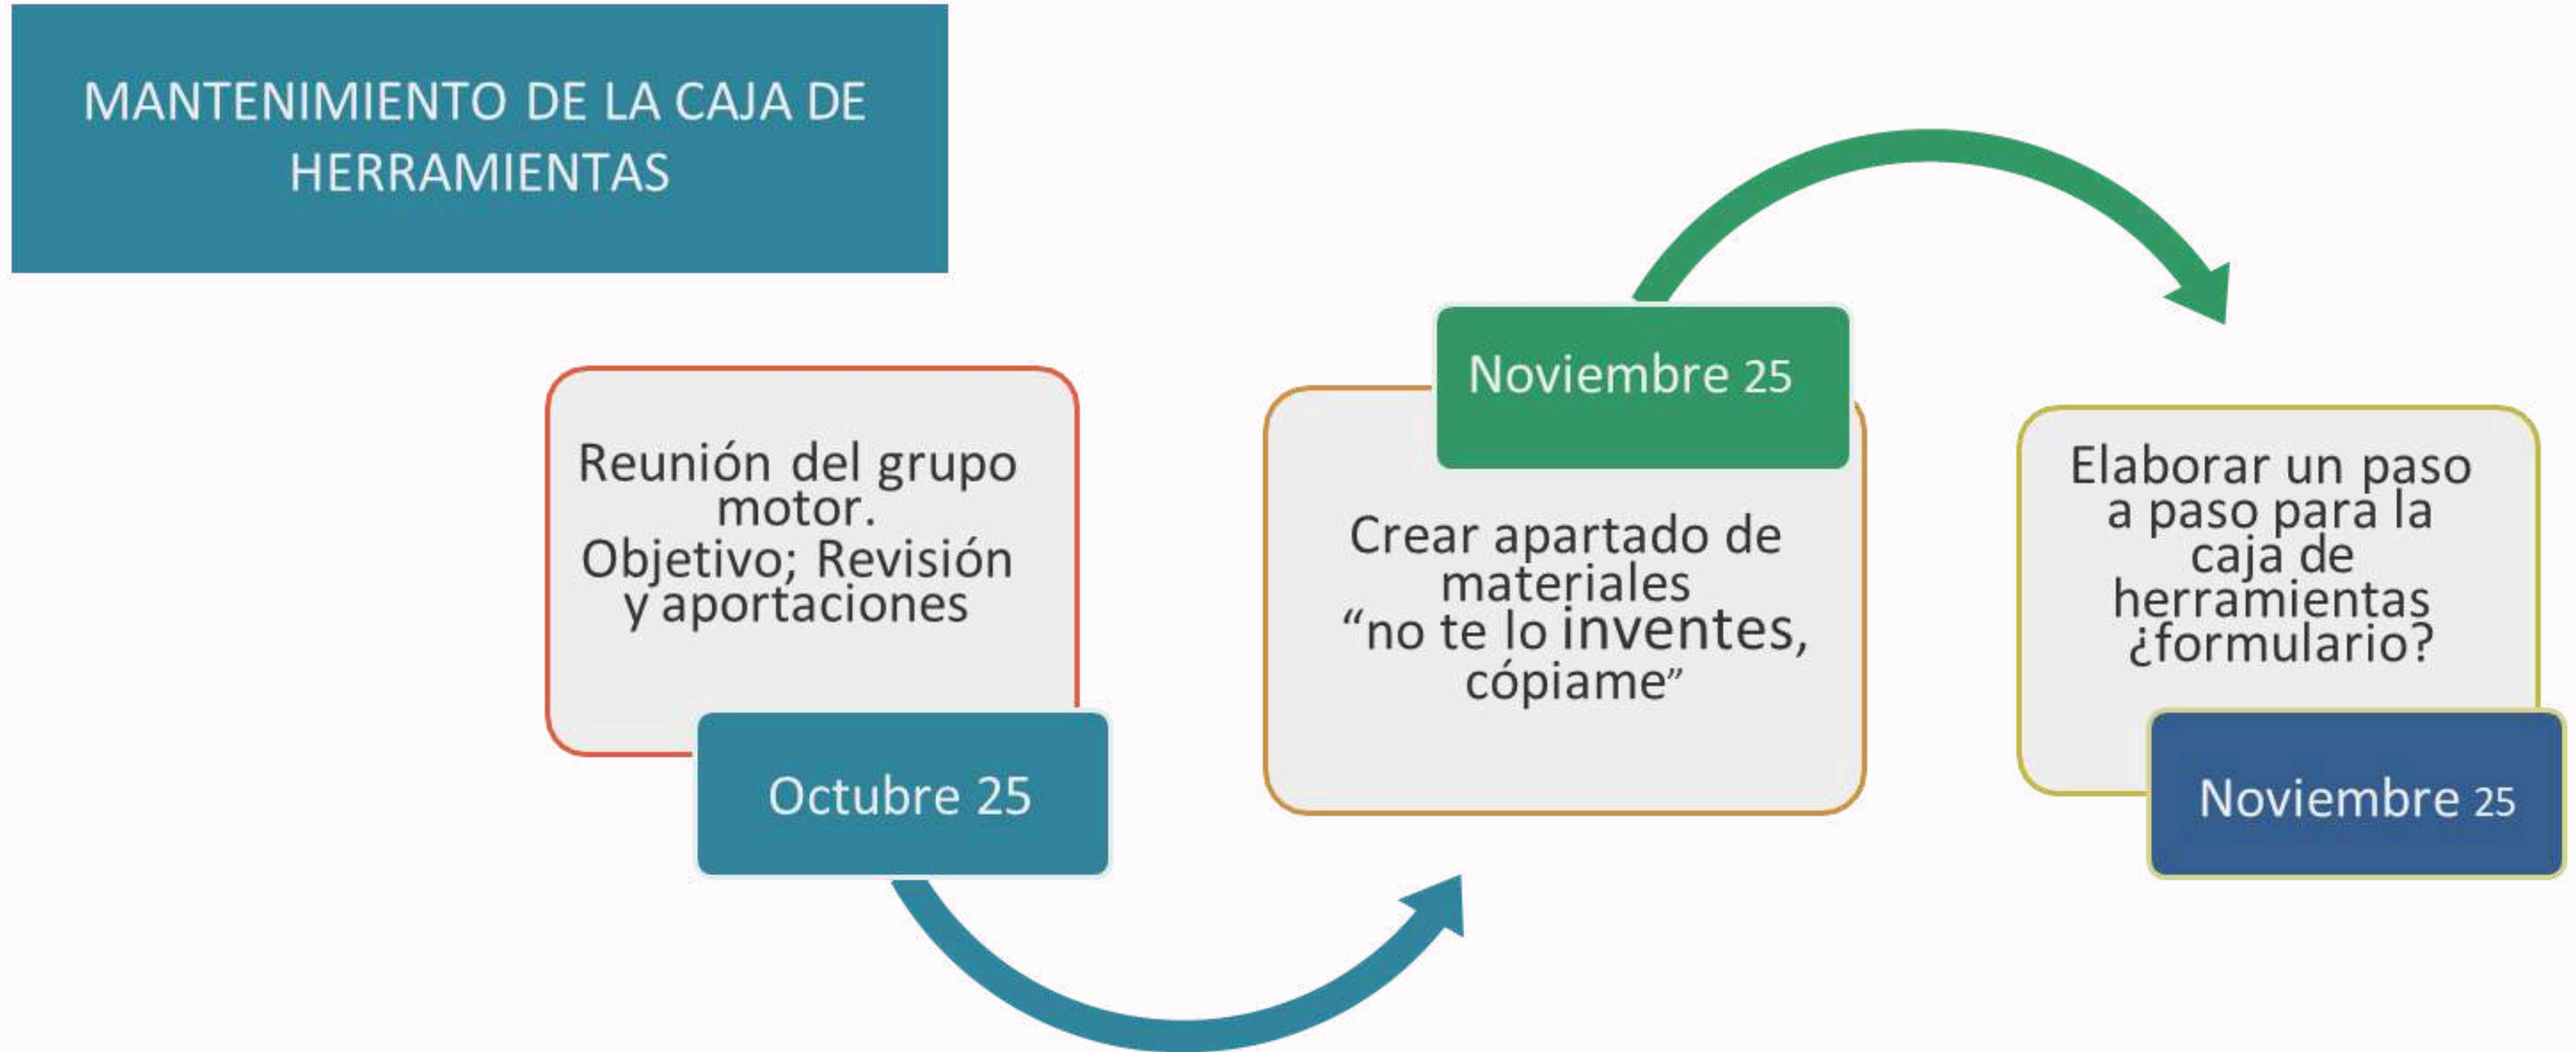 MANTENIMIENTO DE LA CAJA DE
HERRAMIENTAS
Reunión del grupo
motor.
Objetivo; Revisión
y aportaciones
Octubre 25
Noviembre 25
Crear apartado de
materiales
“no te lo inventes,
cópiame”
Elaborar un paso
a paso para la
caja de
herramientas
¿formulario?
Noviembre 25